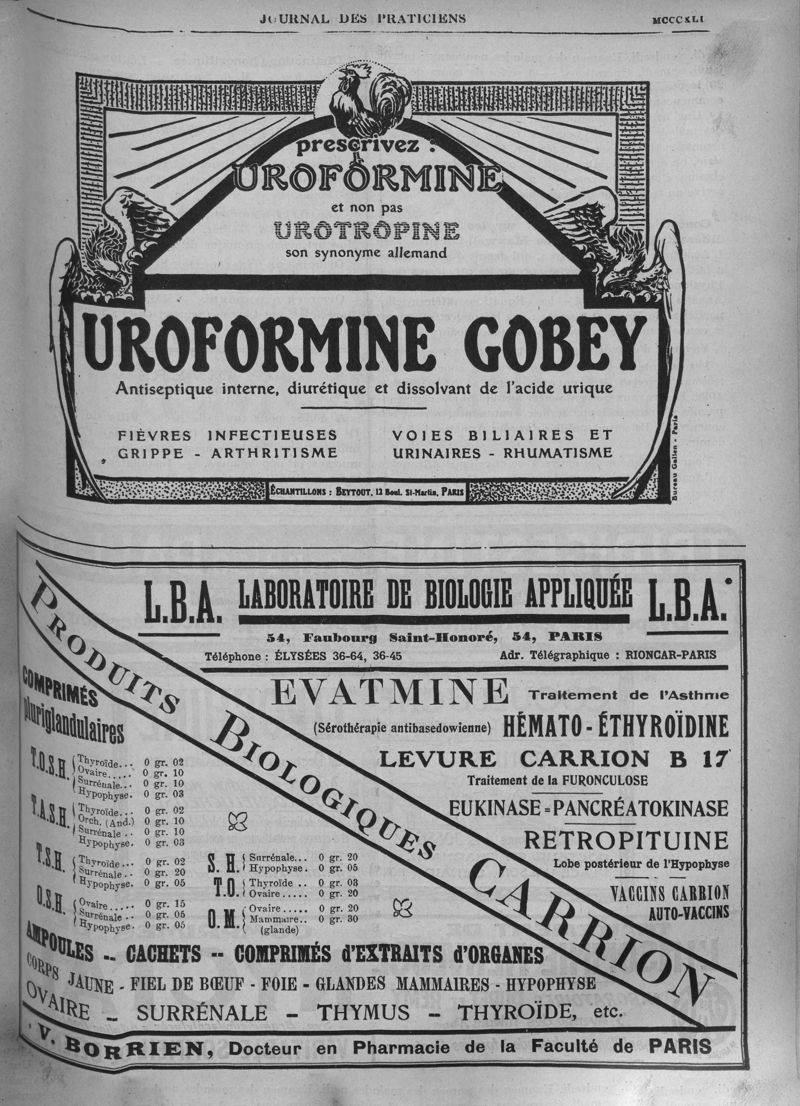 JOURNAL DES PRATICIENS
MCCCXLI
prescrivez :
UROFORMINE
et non pas
UROTROPINE
son synonyme allemand
UROFORMINE GOBEY
Antiseptique interne, diurétique et dissolvant de l'acide urique
FIÈVRES INFECTIEUSES
GRIPPE - ARTHRITISME
VOIES BILIAIRES ET
URINAIRES - RHUMATISME
ÉCHANTILLONS : BEYTOUT, 12 Boul. St-Martin, PARIS
Bureau Galien - Paris
L.B.A. LABORATOIRE DE BIOLOGIE APPLIQUÉE L.B.A.
54, Faubourg Saint-Honoré, 54, PARIS
Téléphone : ÉLYSÉES 36-64, 36-45
Adr. Télégraphique : RIONCAR-PARIS
PRODUITS BIOLOGIQUES CARRION
EVATMINE Traitement de l'Asthme
(Sérothérapie antibasedowienne) HÉMATO-ÉTHYROÏDINE
LEVURE CARRION B 17
Traitement de la FURONCULOSE
EUKINASE-PANCRÉATOKINASE
RETROPITUINE
Lobe postérieur de l'Hypophyse
VACCINS CARRION
AUTO-VACCINS
COMPRIMÉS
pluriglandulaires
T.O.S.H.
Thyroïde... 0 gr. 02
Ovaire..... 0 gr. 10
Surrénale... 0 gr. 10
Hypophyse. 0 gr. 03
T.A.S.H.
Thyroïde... 0 gr. 02
Orch. (And.) 0 gr. 10
Surrénale .. 0 gr. 10
Hypophyse. 0 gr. 03
T.S.H.
Thyroïde... 0 gr. 02
Surrénale.. 0 gr. 20
Hypophyse. 0 gr. 05
O.S.H.
Ovaire..... 0 gr. 15
Surrénale.. 0 gr. 05
Hypophyse. 0 gr. 05
S. H.
Surrénale... 0 gr. 20
Hypophyse. 0 gr. 05
T.O.
Thyroïde .. 0 gr. 03
Ovaire..... 0 gr. 20
O.M.
Ovaire ..... 0 gr. 20
Mammaire.. 0 gr. 30
(glande)
AMPOULES -- CACHETS -- COMPRIMÉS d'EXTRAITS d'ORGANES
CORPS JAUNE - FIEL DE BŒUF - FOIE - GLANDES MAMMAIRES - HYPOPHYSE
OVAIRE - SURRÉNALE - THYMUS - THYROÏDE, etc.
V. BORRIEN, Docteur en Pharmacie de la Faculté de PARIS